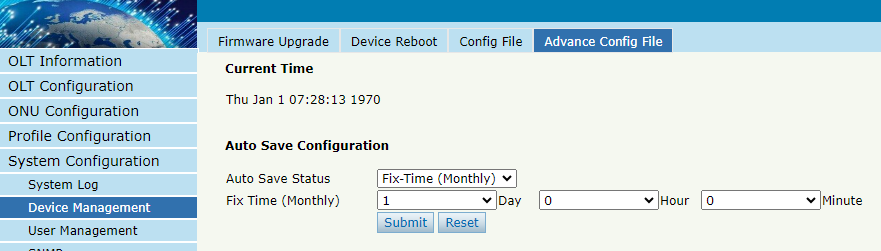 Firmware Upgrade Device Reboot Config File Advance Config File
OLT Information
OLT Configuration
ONU Configuration
Profile Configuration
System Configuration
System Log
Device Management
User Management
SNMP
Current Time
Thu Jan 1 07:28:13 1970
Auto Save Configuration
Auto Save Status Fix-Time (Monthly)
Fix Time (Monthly) 1 Day 0 Hour 0 Minute
Submit Reset